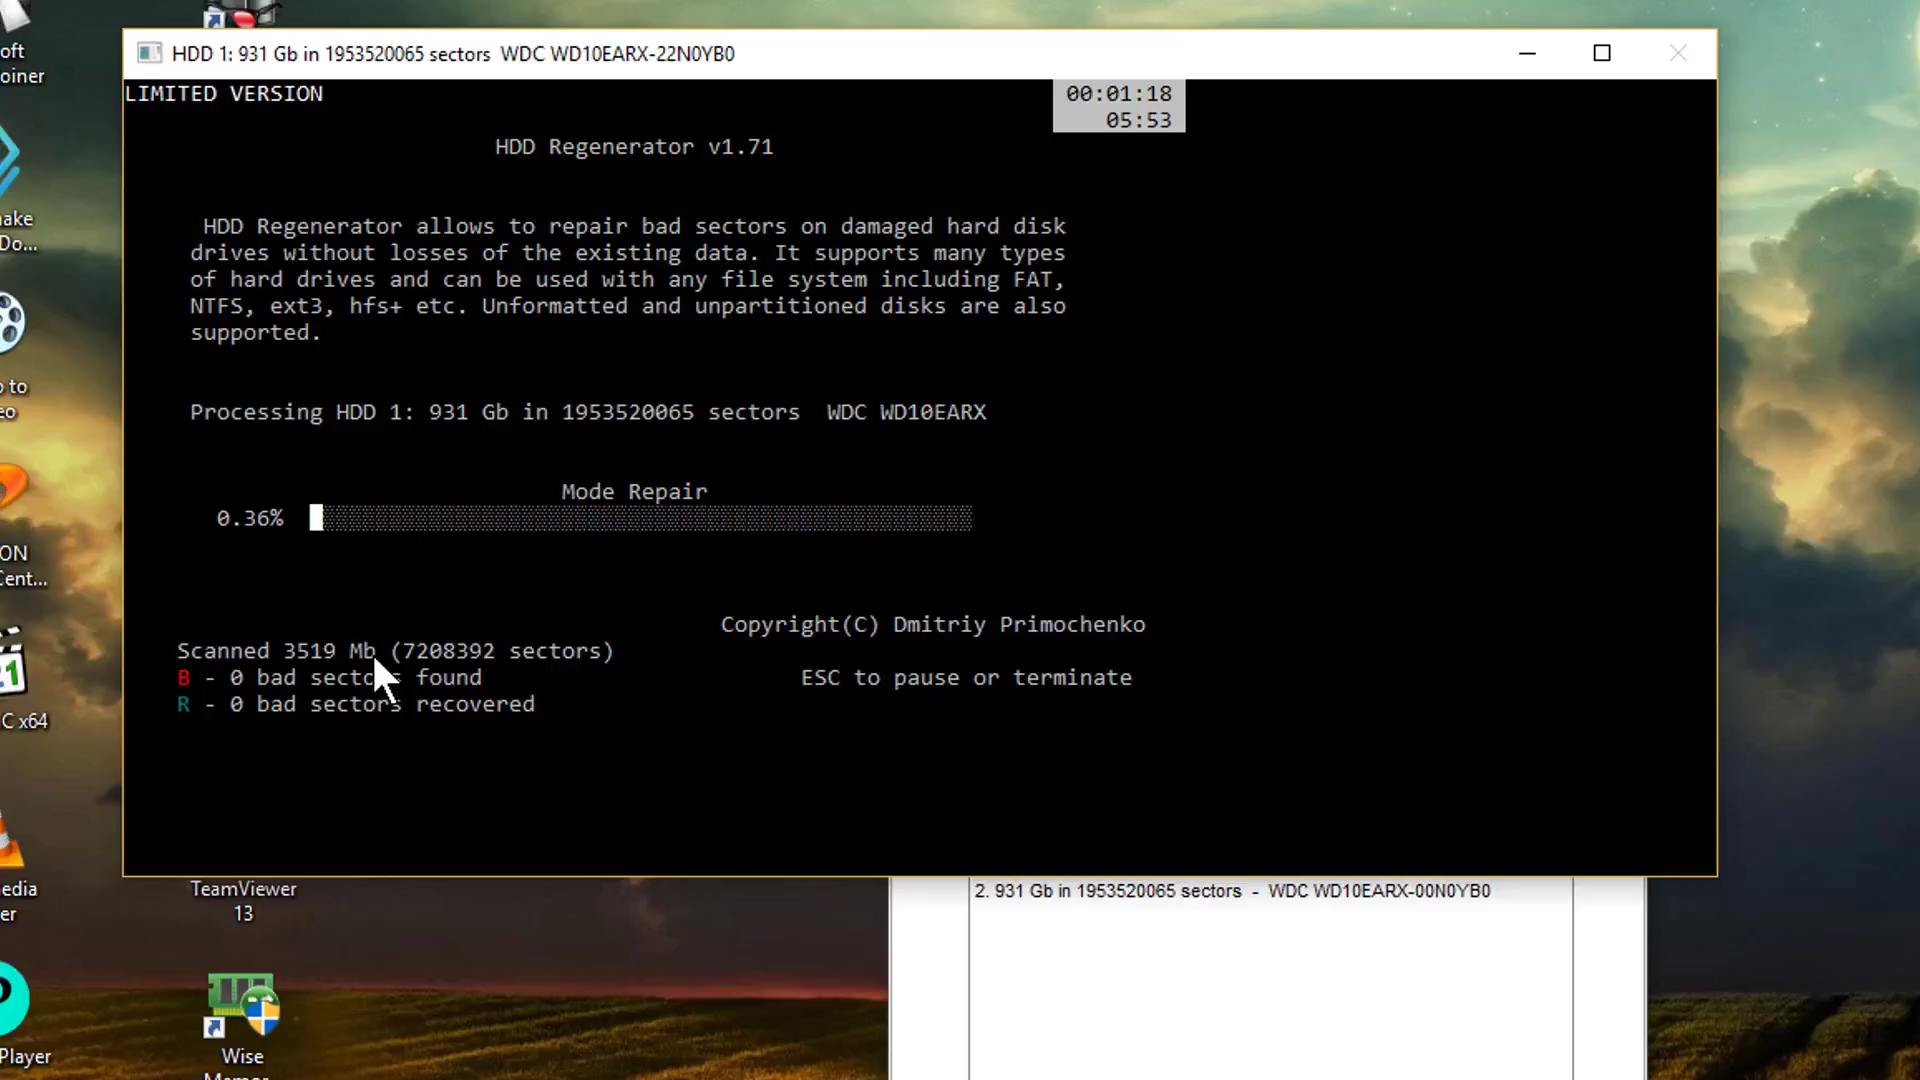 oft
oiner
HDD 1: 931 Gb in 1953520065 sectors WDC WD10EARX-22N0YB0
LIMITED VERSION
00:01:18
05:53
HDD Regenerator v1.71
HDD Regenerator allows to repair bad sectors on damaged hard disk
drives without losses of the existing data. It supports many types
of hard drives and can be used with any file system including FAT,
NTFS, ext3, hfs+ etc. Unformatted and unpartitioned disks are also
supported.
Processing HDD 1: 931 Gb in 1953520065 sectors WDC WD10EARX
Mode Repair
0.36%
Copyright(C) Dmitriy Primochenko
Scanned 3519 Mb (7208392 sectors)
B - 0 bad sectors found
ESC to pause or terminate
R - 0 bad sectors recovered
ake
Do...
o to
eo
ON
Cent...
21
C x64
edia
er
TeamViewer
13
2. 931 Gb in 1953520065 sectors - WDC WD10EARX-00N0YB0
Player
Wise